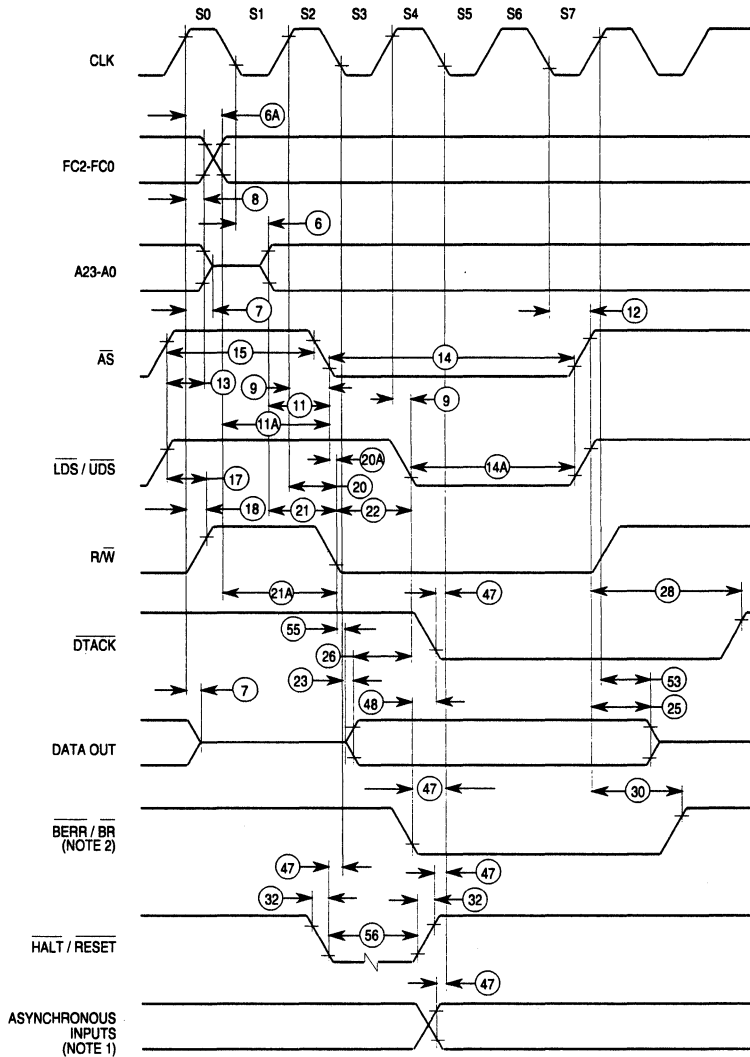 S0 S1 S2 S3 S4 S5 S6 S7
CLK
6A
FC2-FC0
8
6
A23-A0
7
12
AS
15
14
13
9
11
9
11A
LDS / UDS
20A
14A
17
20
18
21
22
R/W
21A
47
28
DTACK
55
26
23
53
7
48
25
DATA OUT
47
30
BERR / BR
(NOTE 2)
47
47
32
32
56
HALT / RESET
47
ASYNCHRONOUS
INPUTS
(NOTE 1)